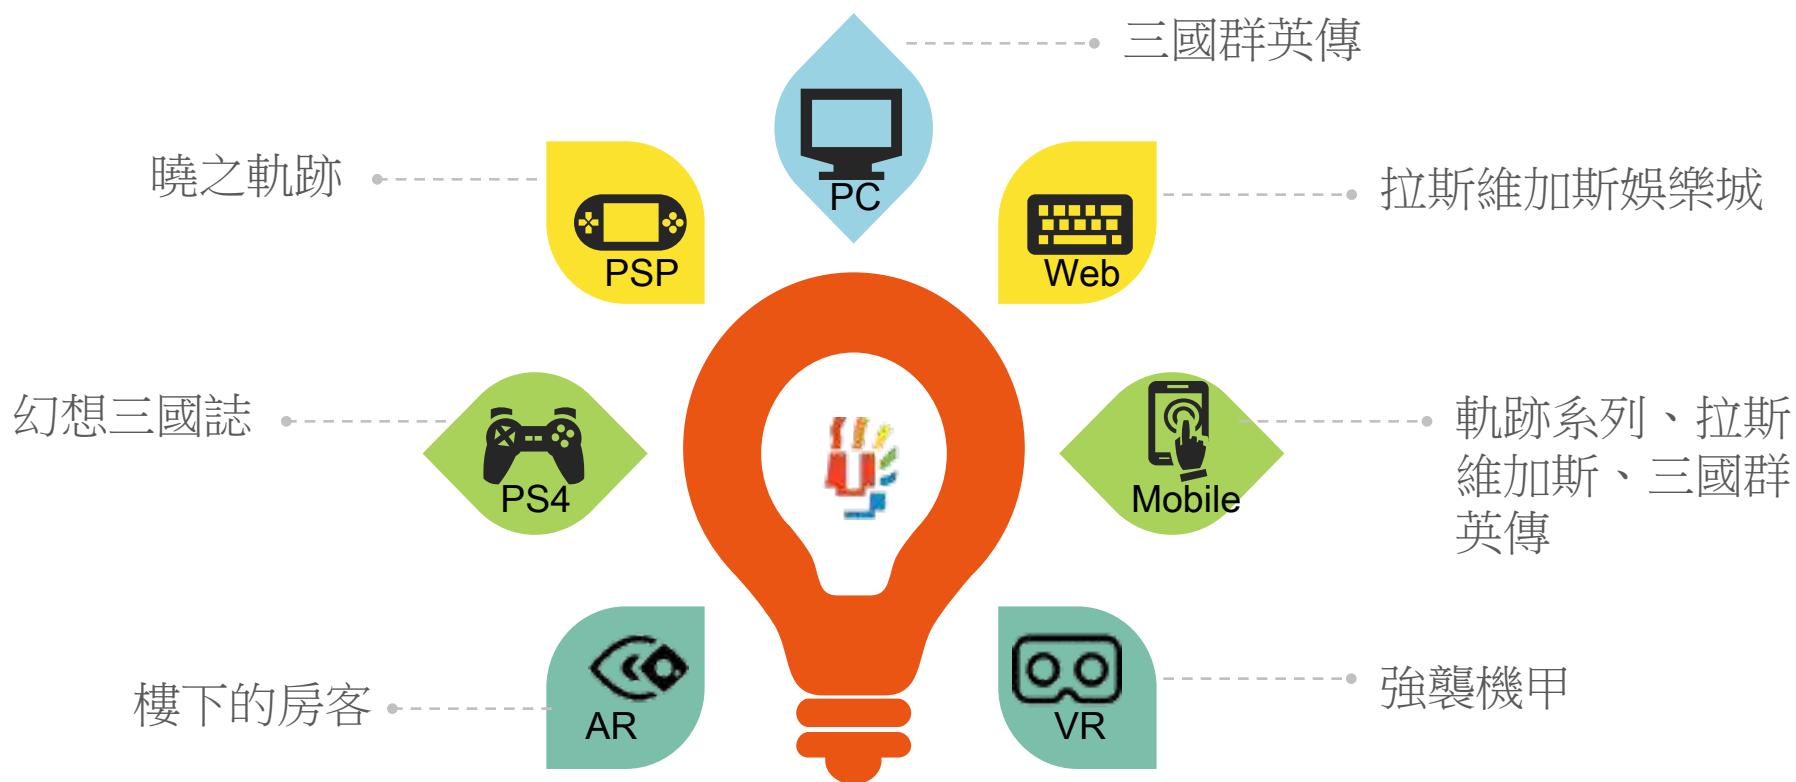 三國群英傳
PC
曉之軌跡
PSP
拉斯維加斯娛樂城
Web
幻想三國誌
PS4
軌跡系列、拉斯
維加斯、三國群
英傳
Mobile
樓下的房客
AR
強襲機甲
VR